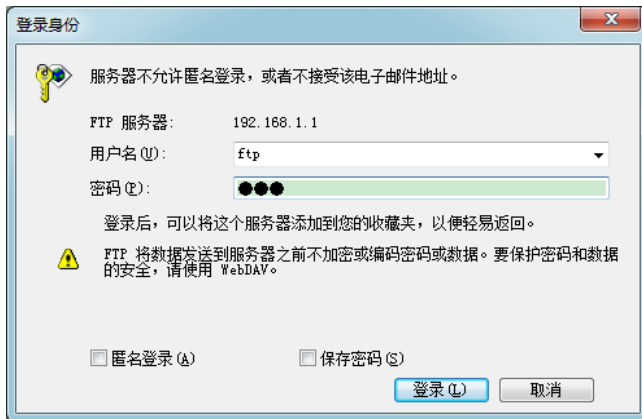 登录身份
服务器不允许匿名登录，或者不接受该电子邮件地址。
FTP 服务器: 192.168.1.1
用户名(U): ftp
密码(P): ●●●
登录后，可以将这个服务器添加到您的收藏夹，以便轻易返回。
FTP 将数据发送到服务器之前不加密或编码密码或数据。要保护密码和数据
的安全，请使用 WebDAV。
匿名登录(A) 保存密码(S)
登录(L) 取消